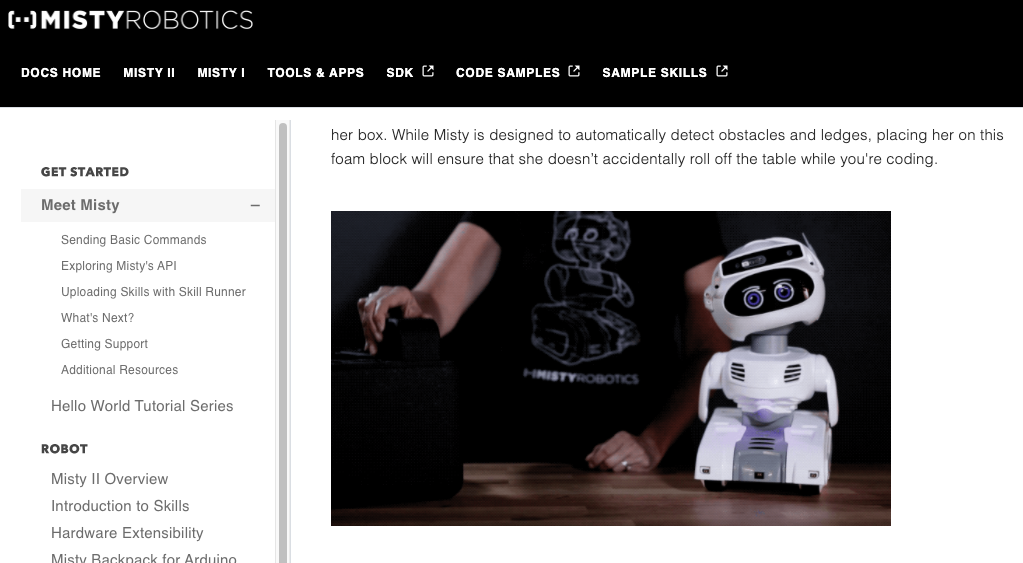 [··]MISTYROBOTICS
DOCS HOME MISTY II MISTY I TOOLS & APPS SDK CODE SAMPLES SAMPLE SKILLS
GET STARTED
Meet Misty –
Sending Basic Commands
Exploring Misty's API
Uploading Skills with Skill Runner
What's Next?
Getting Support
Additional Resources
Hello World Tutorial Series
ROBOT
Misty II Overview
Introduction to Skills
Hardware Extensibility
Misty Backpack for Arduino
her box. While Misty is designed to automatically detect obstacles and ledges, placing her on this
foam block will ensure that she doesn't accidentally roll off the table while you're coding.
[··]MISTYROBOTICS